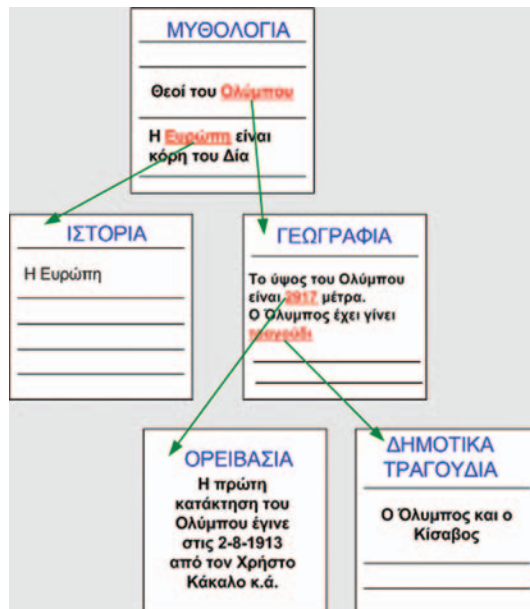 ΜΥΘΟΛΟΓΙΑ
Θεοί του Ολύμπου
Η Ευρώπη είναι
κόρη του Δία
ΙΣΤΟΡΙΑ
Η Ευρώπη
ΓΕΩΓΡΑΦΙΑ
Το ύψος του Ολύμπου
είναι 2917 μέτρα.
Ο Όλυμπος έχει γίνει
τραγούδι
ΟΡΕΙΒΑΣΙΑ
Η πρώτη
κατάκτηση του
Ολύμπου έγινε
στις 2-8-1913
από τον Χρήστο
Κάκαλο κ.ά.
ΔΗΜΟΤΙΚΑ
ΤΡΑΓΟΥΔΙΑ
Ο Όλυμπος και ο
Κίσαβος